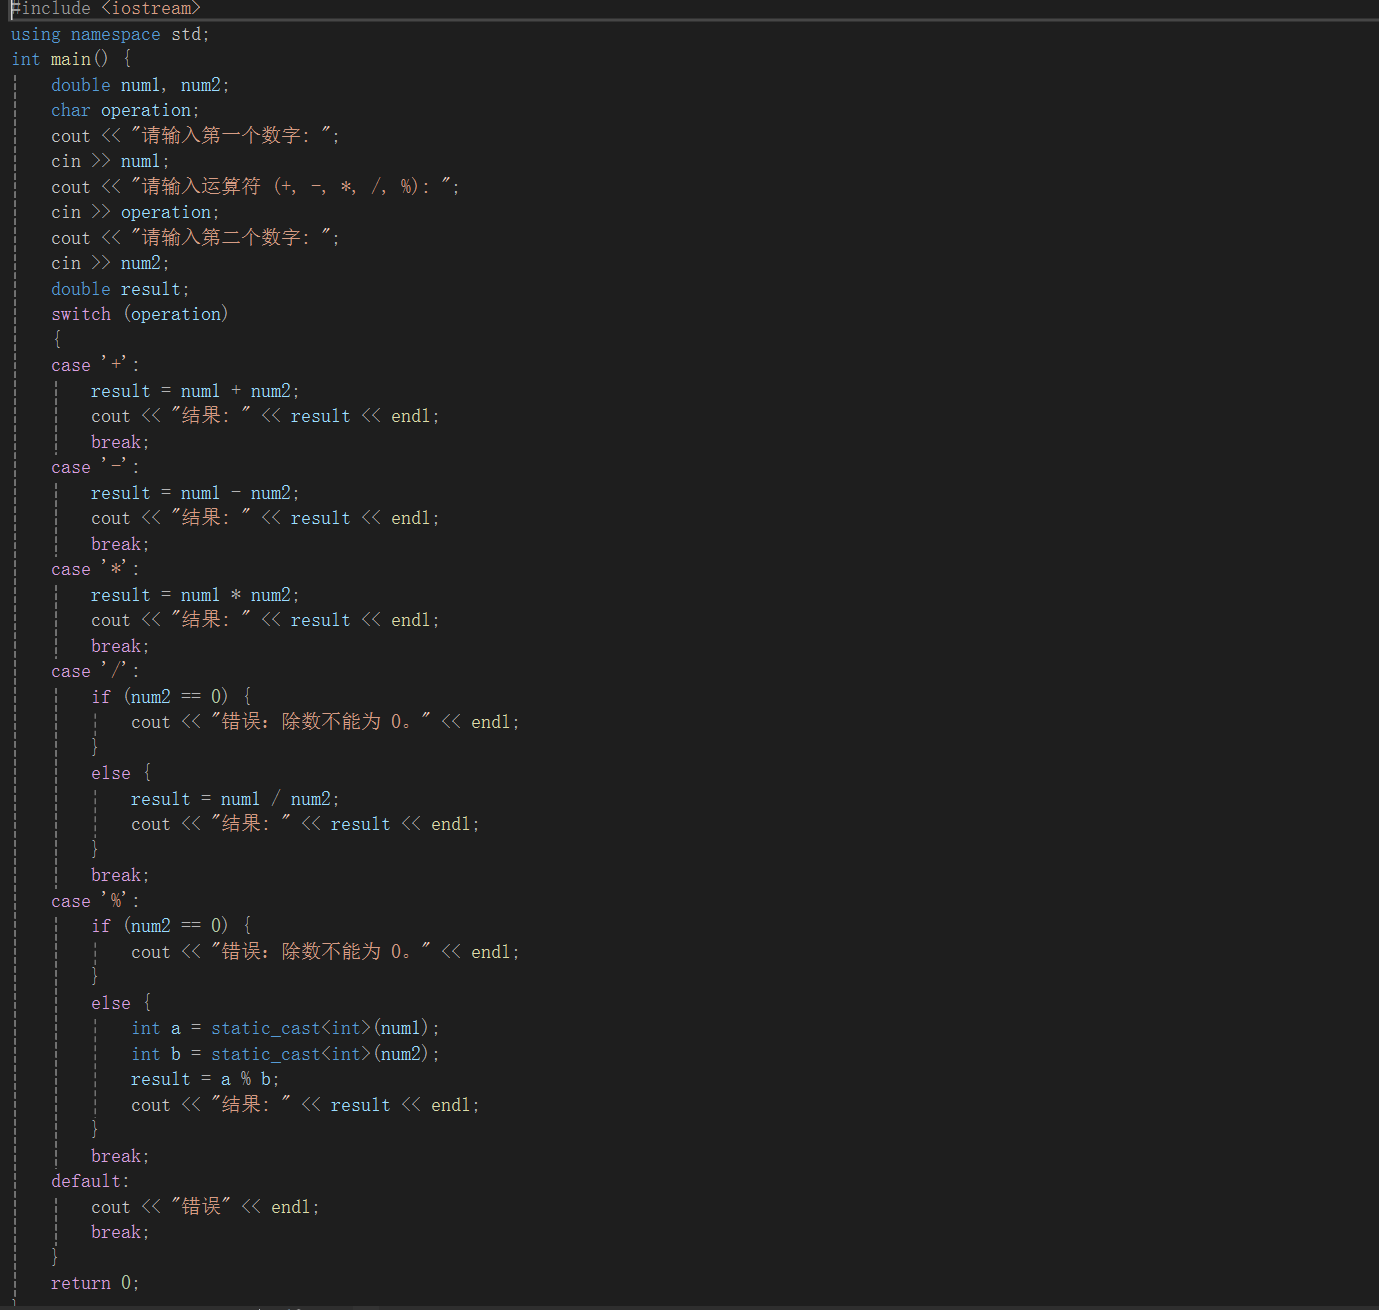 #include <iostream>
using namespace std;
int main() {
    double num1, num2;
    char operation;
    cout << "请输入第一个数字: ";
    cin >> num1;
    cout << "请输入运算符 (+, -, *, /, %): ";
    cin >> operation;
    cout << "请输入第二个数字: ";
    cin >> num2;
    double result;
    switch (operation)
    {
    case '+':
        result = num1 + num2;
        cout << "结果: " << result << endl;
        break;
    case '-':
        result = num1 - num2;
        cout << "结果: " << result << endl;
        break;
    case '*':
        result = num1 * num2;
        cout << "结果: " << result << endl;
        break;
    case '/':
        if (num2 == 0) {
            cout << "错误：除数不能为 0。" << endl;
        }
        else {
            result = num1 / num2;
            cout << "结果: " << result << endl;
        }
        break;
    case '%':
        if (num2 == 0) {
            cout << "错误：除数不能为 0。" << endl;
        }
        else {
            int a = static_cast<int>(num1);
            int b = static_cast<int>(num2);
            result = a % b;
            cout << "结果: " << result << endl;
        }
        break;
    default:
        cout << "错误" << endl;
        break;
    }
    return 0;